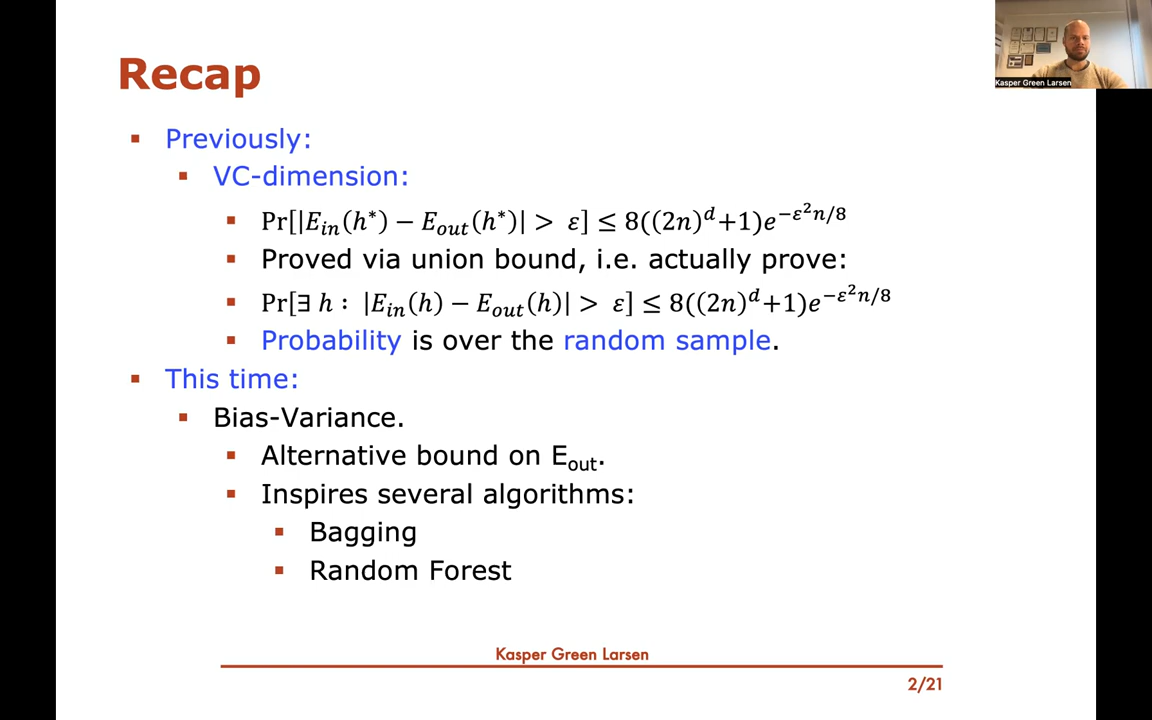 Recap
Kasper Green Larsen
▪ Previously:
▪ VC-dimension:
▪ Pr[|E_in(h*) − E_out(h*)| > ε] ≤ 8((2n)^d+1)e^{−ε²n/8}
▪ Proved via union bound, i.e. actually prove:
▪ Pr[∃ h : |E_in(h) − E_out(h)| > ε] ≤ 8((2n)^d+1)e^{−ε²n/8}
▪ Probability is over the random sample.
▪ This time:
▪ Bias-Variance.
▪ Alternative bound on E_out.
▪ Inspires several algorithms:
▪ Bagging
▪ Random Forest
Kasper Green Larsen
2/21